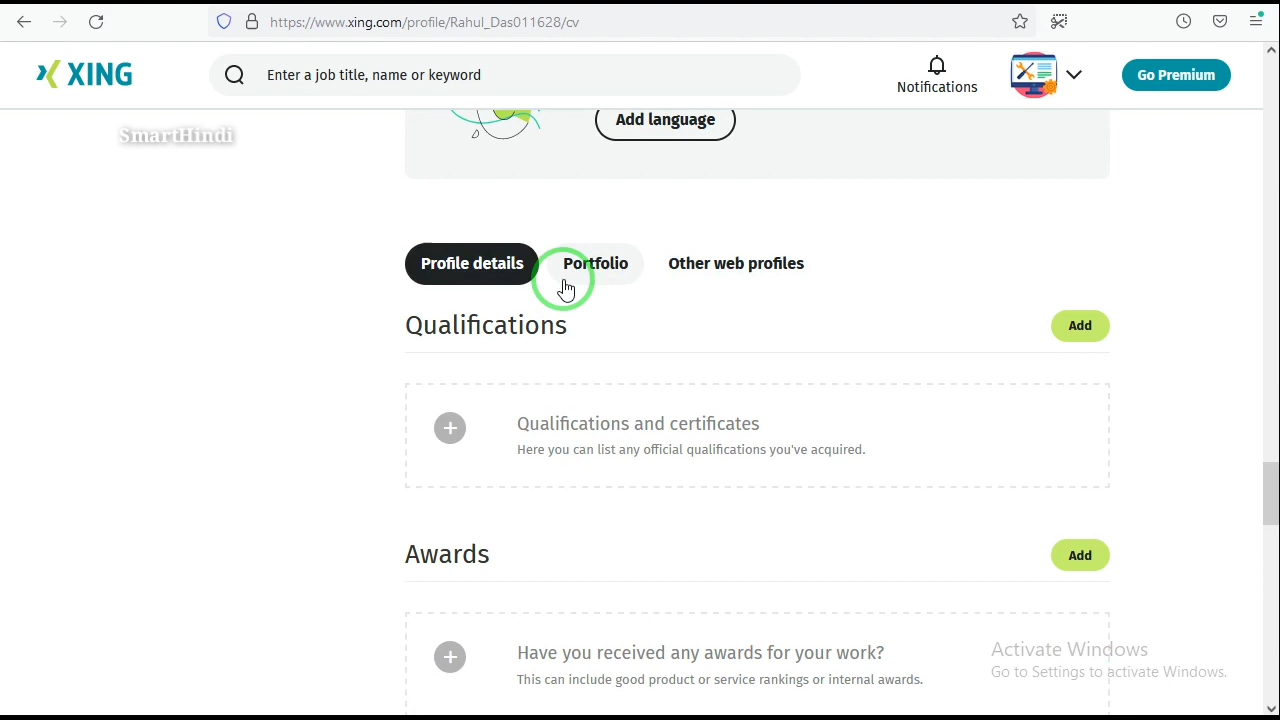 https://www.xing.com/profile/Rahul_Das011628/cv
XING
Enter a job title, name or keyword
Notifications
Go Premium
SmartHindi
Add language
Profile details
Portfolio
Other web profiles
Qualifications
Add
Qualifications and certificates
Here you can list any official qualifications you've acquired.
Awards
Add
Have you received any awards for your work?
This can include good product or service rankings or internal awards.
Activate Windows
Go to Settings to activate Windows.